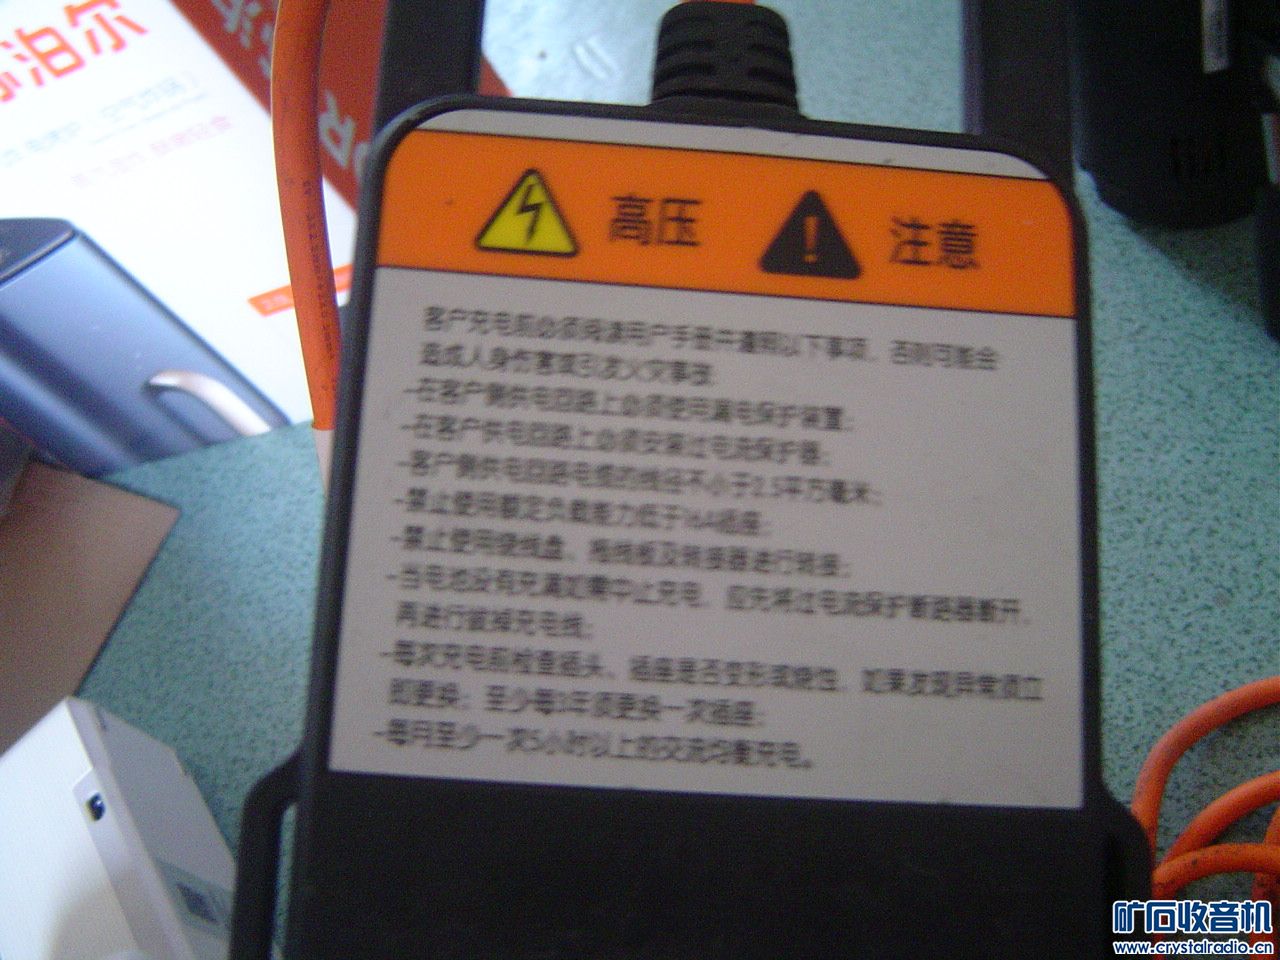 泊尔
OR
高压
注意
客户充电前必须阅读用户手册并遵照以下事项，否则可能会
造成人身伤害或引发火灾事故
-在客户侧供电回路上必须使用漏电保护装置；
-在客户供电回路上必须安装过电流保护器；
-客户侧供电回路电缆的线径不小于2.5平方毫米；
-禁止使用额定负载能力低于16A插座；
-禁止使用绕线盘、拖线板及转接器进行转接；
-当电池没有充满如需中止充电，应先将过电流保护断路器断开，
再进行拔掉充电线；
-每次充电前检查插头、插座是否变形或烧蚀，如果发现异常须立
即更换；至少每3年须更换一次插座；
-每月至少一次5小时以上的交流均衡充电。
矿石收音机
www.crystalradio.cn